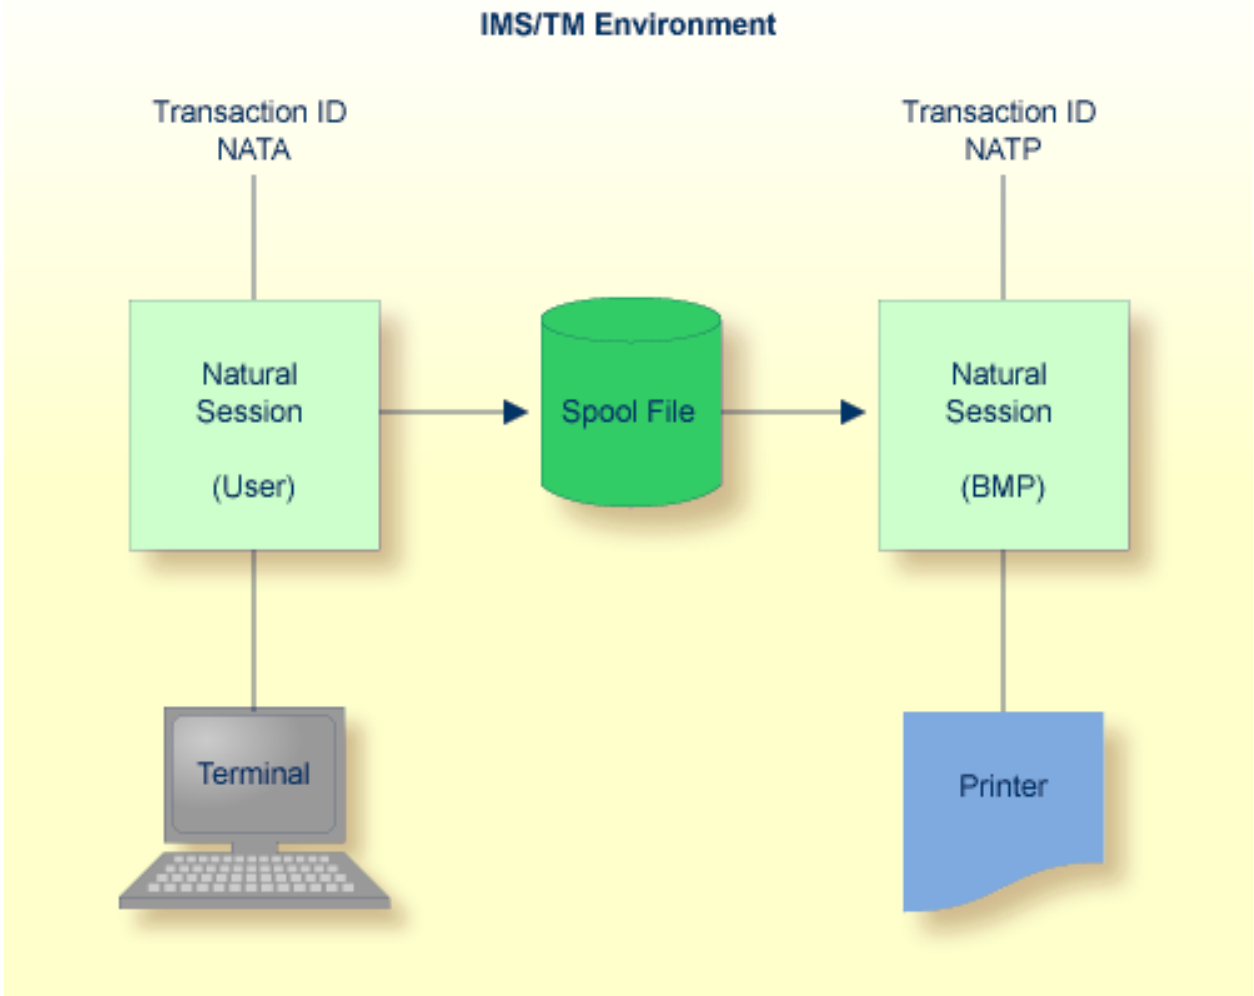 IMS/TM Environment
Transaction ID
NATA
Transaction ID
NATP
Natural
Session
(User)
Spool File
Natural
Session
(BMP)
Terminal
Printer